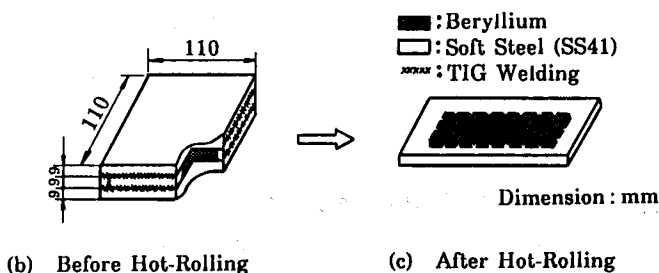 110
110
9,9,9
:Beryllium
:Soft Steel (SS41)
:TIG Welding
Dimension : mm
(b) Before Hot-Rolling
(c) After Hot-Rolling